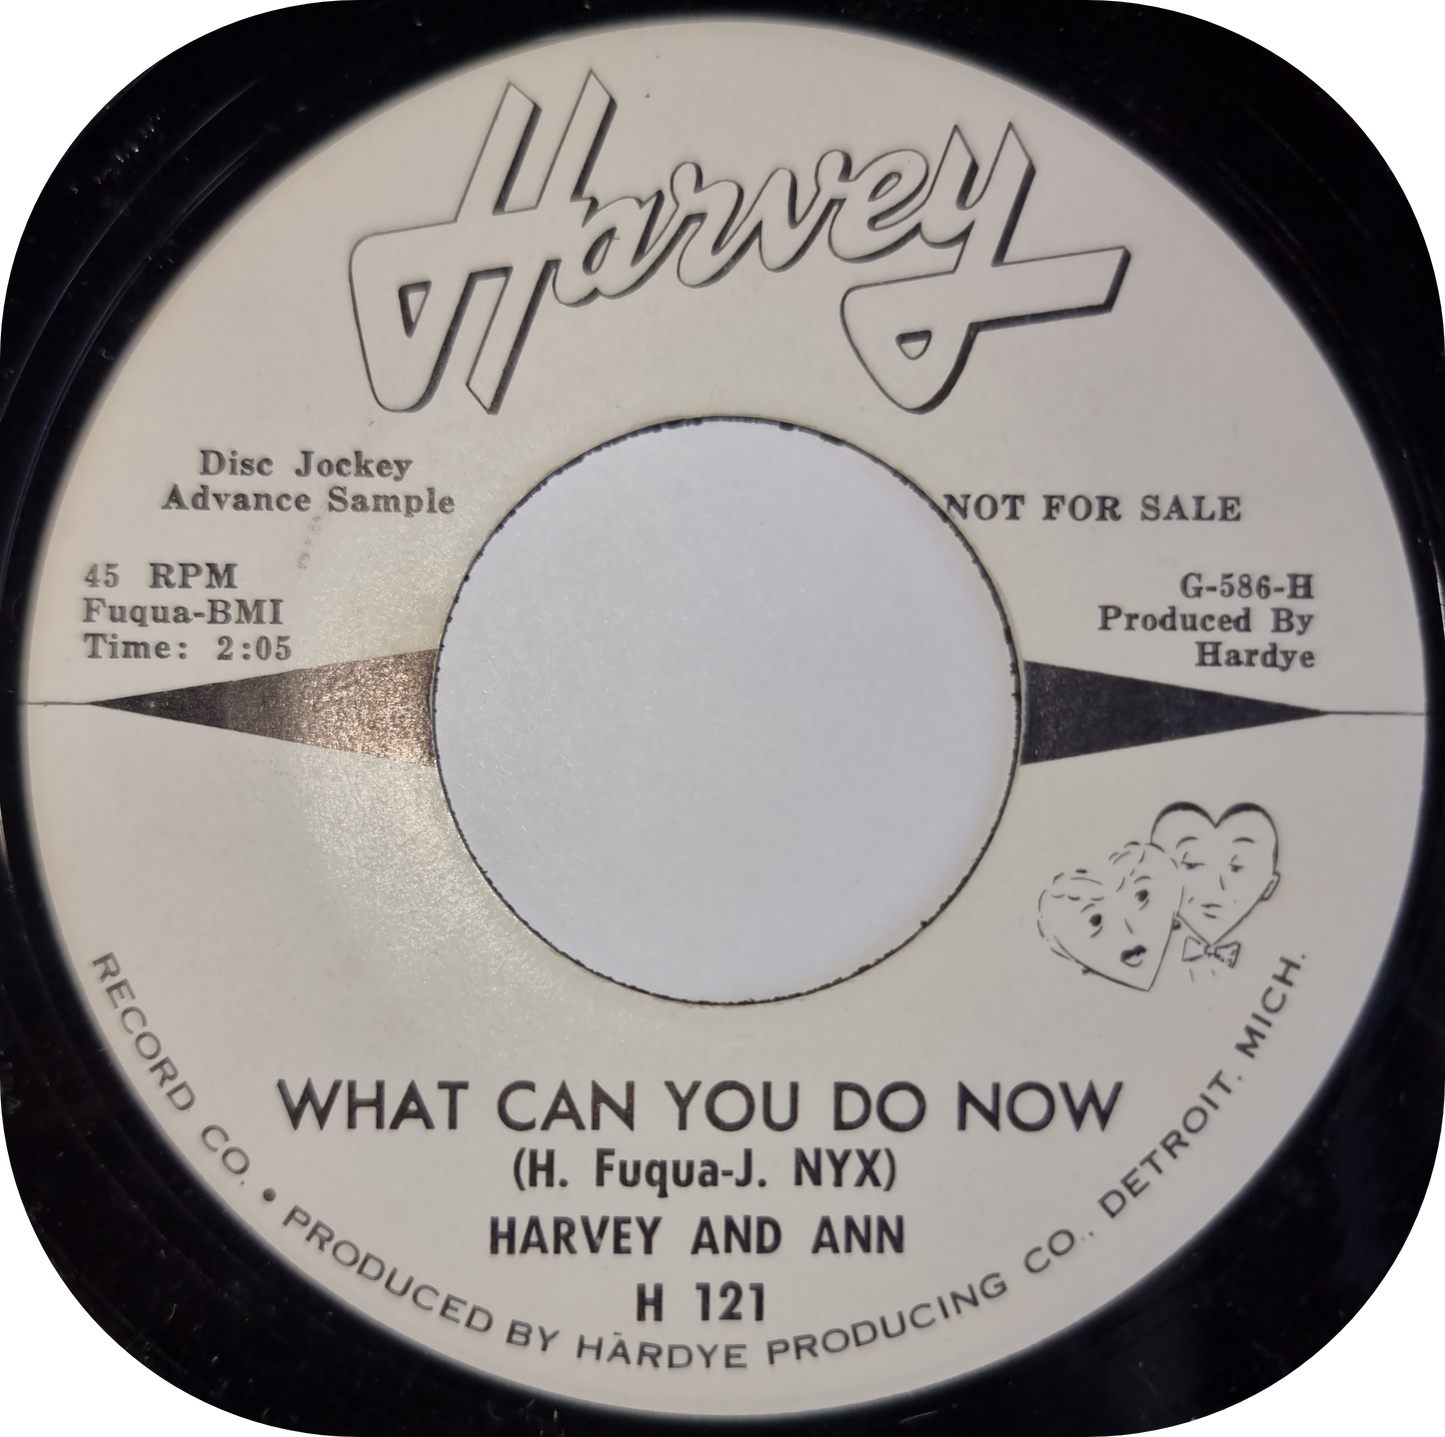 Harvey
Disc Jockey
Advance Sample
NOT FOR SALE
45 RPM
Fuqua-BMI
Time: 2:05
G-586-H
Produced By
Hardye
WHAT CAN YOU DO NOW
(H. Fuqua-J. NYX)
HARVEY AND ANN
H 121
RECORD CO. • PRODUCED BY HARDYE PRODUCING CO., DETROIT, MICH.